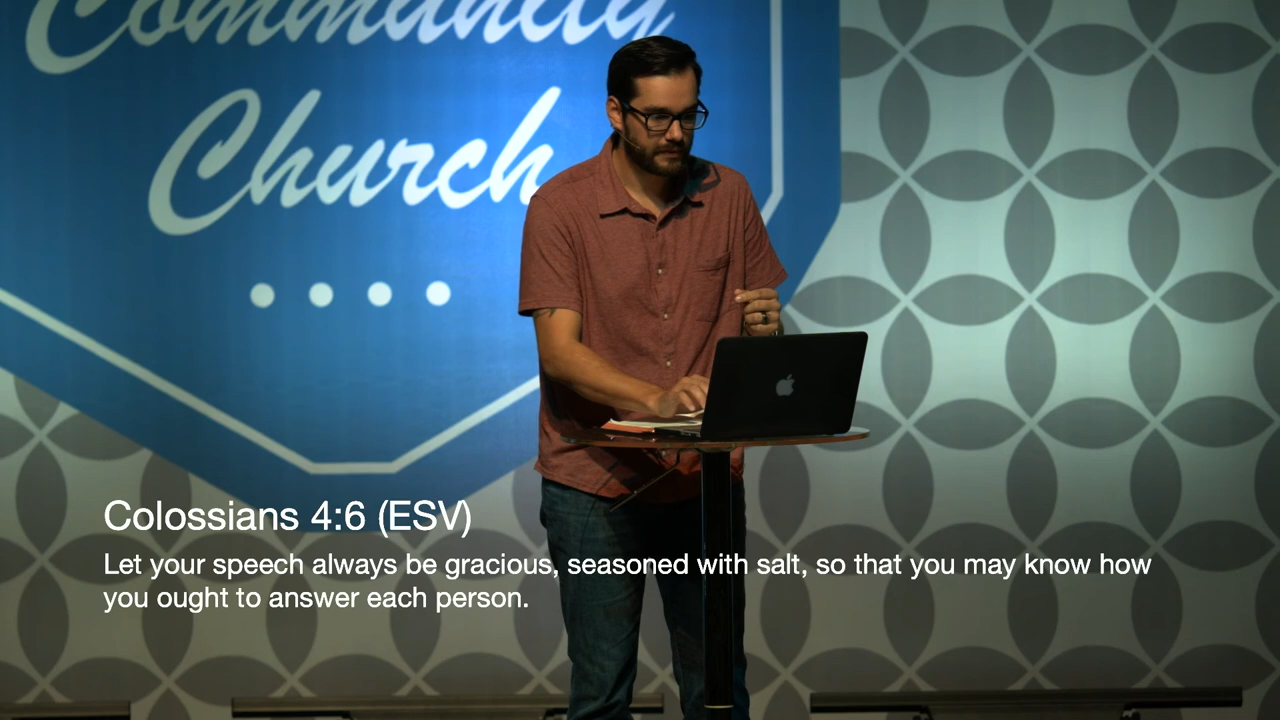 Community
Church
Colossians 4:6 (ESV)
Let your speech always be gracious, seasoned with salt, so that you may know how
you ought to answer each person.